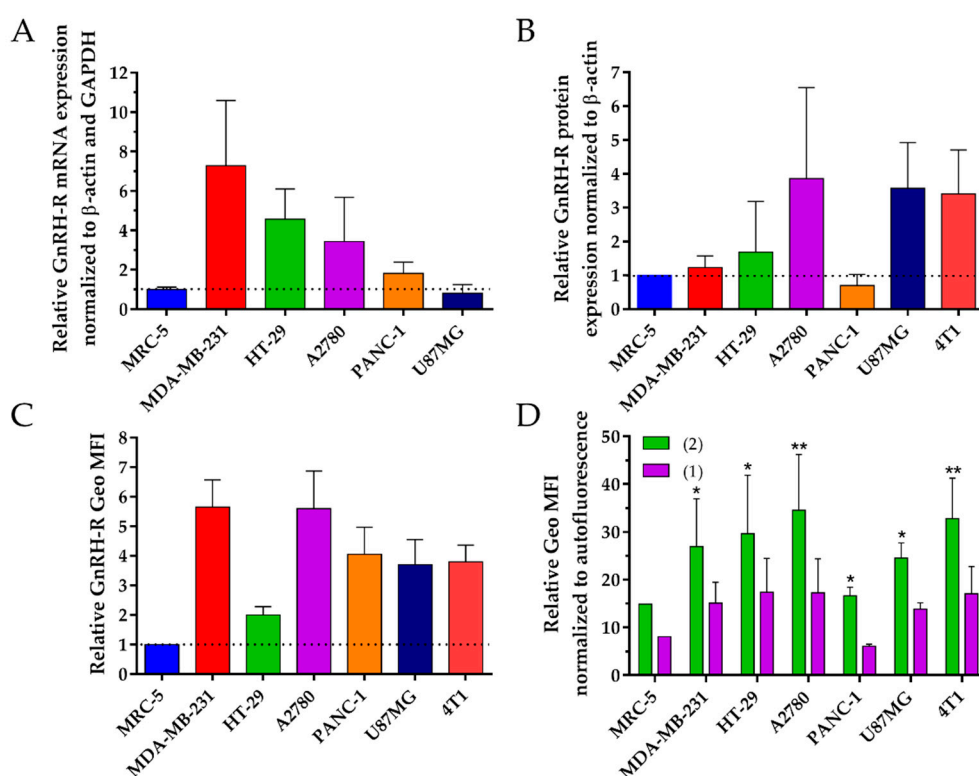 A
Relative GnRH-R mRNA expression
normalized to β-actin and GAPDH
12
10
8
6
4
2
0
MRC-5
MDA-MB-231
HT-29
A2780
PANC-1
U87MG
B
Relative GnRH-R protein
expression normalized to β-actin
7
6
5
4
3
2
1
0
MRC-5
MDA-MB-231
HT-29
A2780
PANC-1
U87MG
4T1
C
Relative GnRH-R Geo MFI
8
7
6
5
4
3
2
1
0
MRC-5
MDA-MB-231
HT-29
A2780
PANC-1
U87MG
4T1
D
Relative Geo MFI
normalized to autofluorescence
50
40
30
20
10
0
(2)
(1)
*
*
**
*
*
**
MRC-5
MDA-MB-231
HT-29
A2780
PANC-1
U87MG
4T1